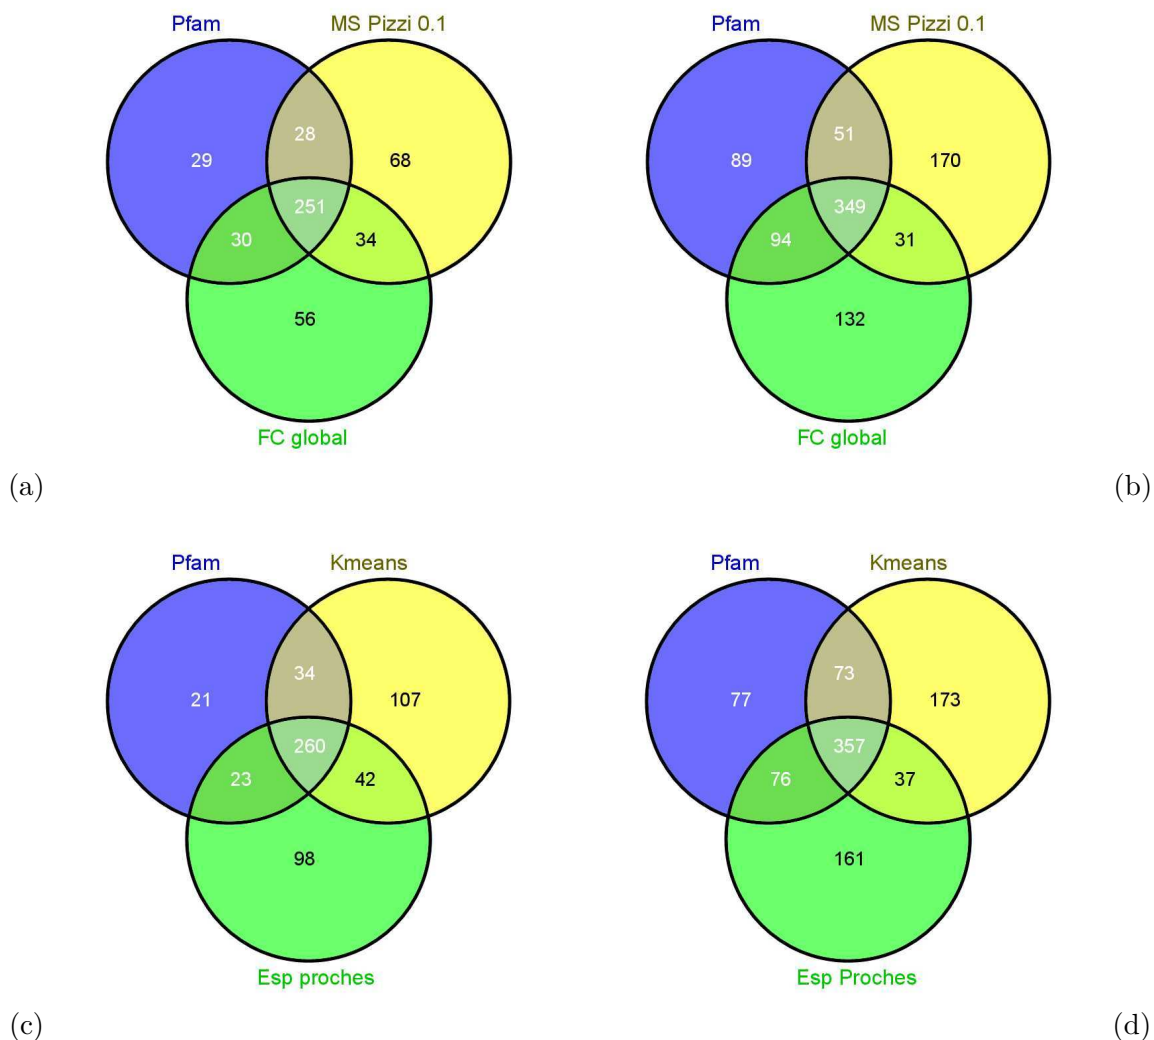 Pfam MS Pizzi 0.1
28
29 68
251
30 34
56
FC global
(a)
Pfam MS Pizzi 0.1
51
89 170
349
94 31
132
FC global
(b)
Pfam Kmeans
34
21 107
260
23 42
98
Esp proches
(c)
Pfam Kmeans
73
77 173
357
76 37
161
Esp Proches
(d)